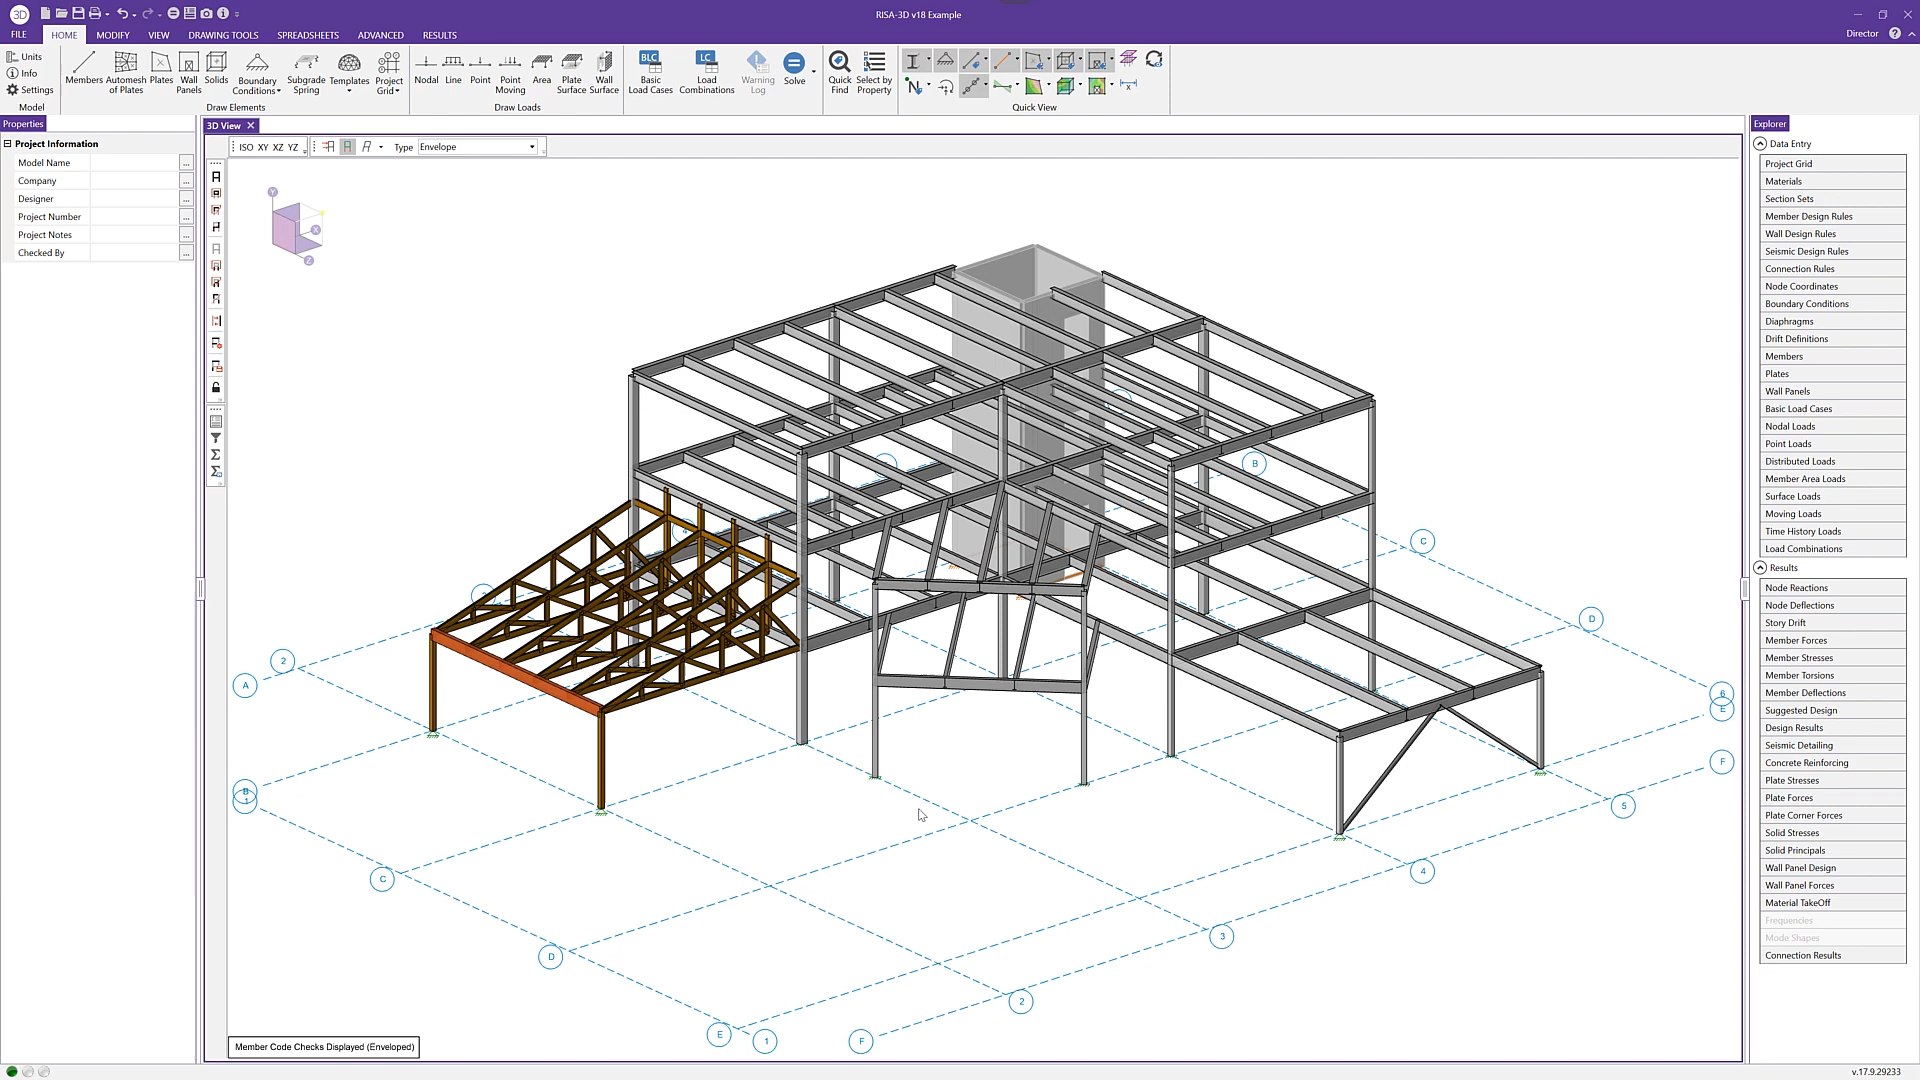 3D
RISA-3D v18 Example
FILE HOME MODIFY VIEW DRAWING TOOLS SPREADSHEETS ADVANCED RESULTS
Director
Units
Info
Settings
Model
Members
Automesh of Plates
Plates
Wall Panels
Solids
Boundary Conditions
Subgrade Spring
Templates
Project Grid
Draw Elements
Nodal
Line
Point
Point Moving
Area
Plate Surface
Wall Surface
Draw Loads
BLC
Basic Load Cases
LC
Load Combinations
Warning Log
Solve
Quick Find
Select by Property
Quick View
Properties
Project Information
Model Name ...
Company ...
Designer ...
Project Number ...
Project Notes ...
Checked By ...
3D View
ISO XY XZ YZ
Type Envelope
Y
X
Z
B
C
D
2
A
6
E
F
B
1
5
4
C
3
D
2
E
1
F
Member Code Checks Displayed (Enveloped)
Explorer
Data Entry
Project Grid
Materials
Section Sets
Member Design Rules
Wall Design Rules
Seismic Design Rules
Connection Rules
Node Coordinates
Boundary Conditions
Diaphragms
Drift Definitions
Members
Plates
Wall Panels
Basic Load Cases
Nodal Loads
Point Loads
Distributed Loads
Member Area Loads
Surface Loads
Moving Loads
Time History Loads
Load Combinations
Results
Node Reactions
Node Deflections
Story Drift
Member Forces
Member Stresses
Member Torsions
Member Deflections
Suggested Design
Design Results
Seismic Detailing
Concrete Reinforcing
Plate Stresses
Plate Forces
Plate Corner Forces
Solid Stresses
Solid Principals
Wall Panel Design
Wall Panel Forces
Material TakeOff
Frequencies
Mode Shapes
Connection Results
v.17.9.29233